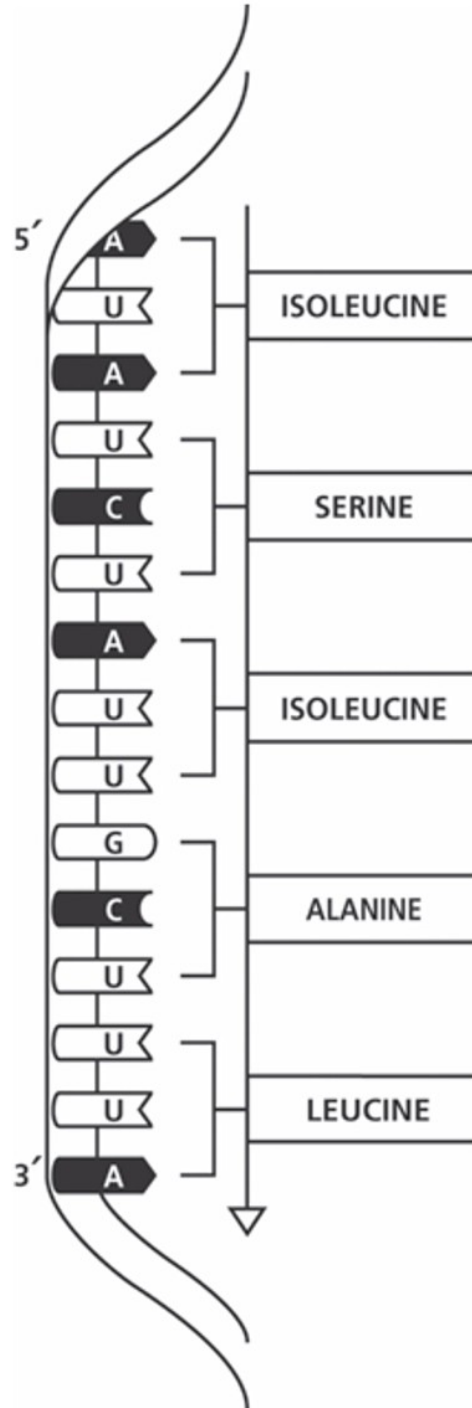 5′ A
U ISOLEUCINE
A
U
C SERINE
U
A
U ISOLEUCINE
U
G
C ALANINE
U
U
U LEUCINE
3′ A